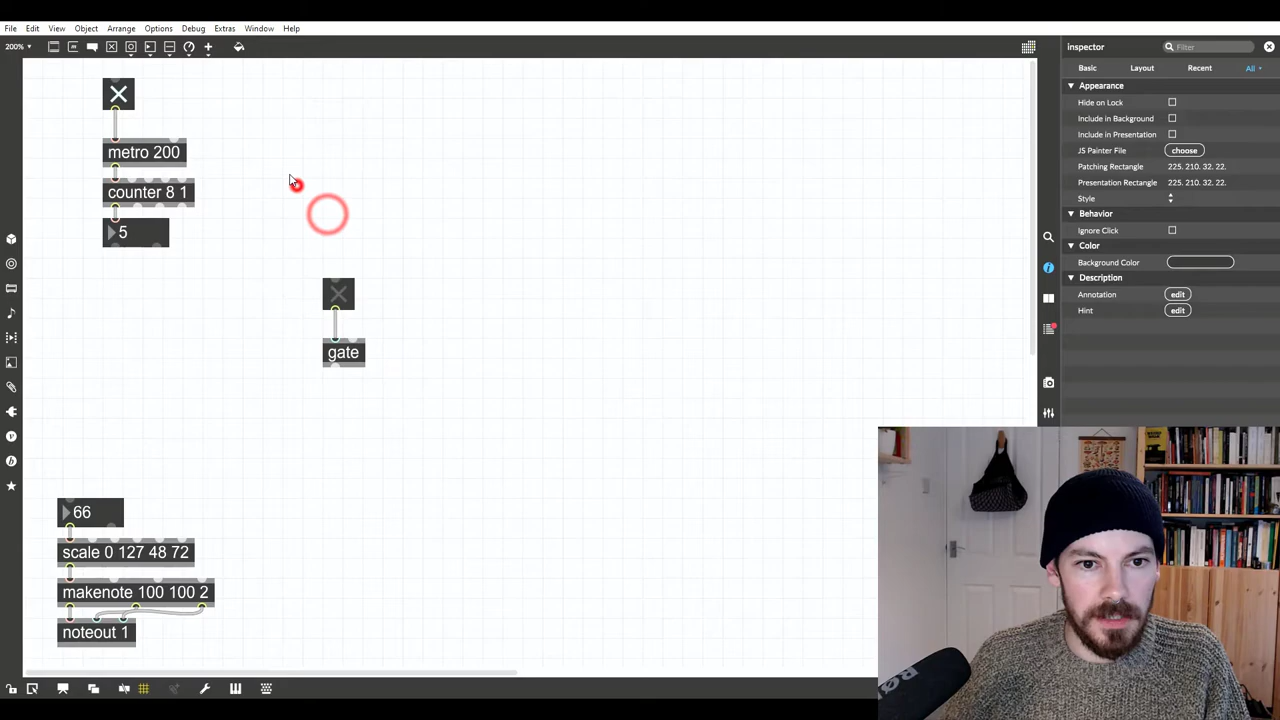 File Edit View Object Arrange Options Debug Extras Window Help
200%
inspector
Filter
Basic Layout Recent All
Appearance
Hide on Lock
Include in Background
Include in Presentation
JS Painter File choose
Patching Rectangle 225. 210. 32. 22.
Presentation Rectangle 225. 210. 32. 22.
Style
Behavior
Ignore Click
Color
Background Color
Description
Annotation edit
Hint edit
metro 200
counter 8 1
5
gate
66
scale 0 127 48 72
makenote 100 100 2
noteout 1